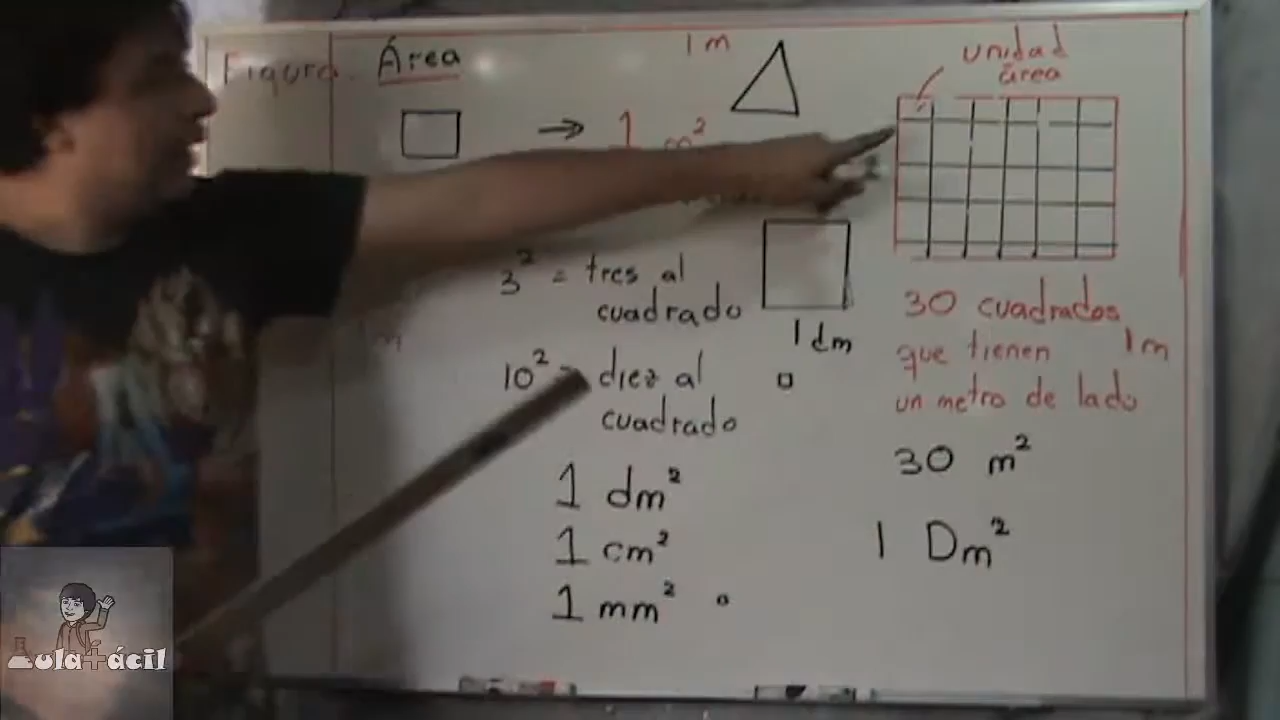 Figura
Área
1 m
unidad
área
1 m²
3² = tres al
cuadrado
1 dm
10² = diez al
cuadrado
30 cuadrados
que tienen
1 m
un metro de lado
30 m²
1 dm²
1 cm²
1 mm²
1 Dm²
Aula+ácil